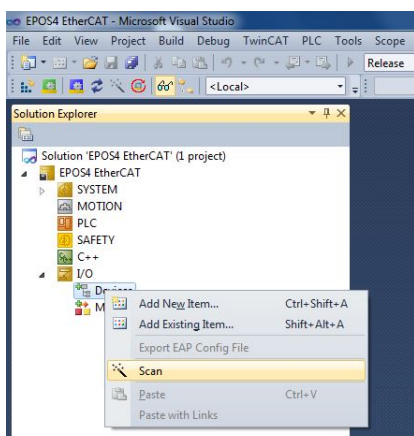 EPOS4 EtherCAT - Microsoft Visual Studio
File Edit View Project Build Debug TwinCAT PLC Tools Scope
Release
<Local>
Solution Explorer
Solution 'EPOS4 EtherCAT' (1 project)
EPOS4 EtherCAT
SYSTEM
MOTION
PLC
SAFETY
C++
I/O
Devices
M
Add New Item... Ctrl+Shift+A
Add Existing Item... Shift+Alt+A
Export EAP Config File
Scan
Paste Ctrl+V
Paste with Links